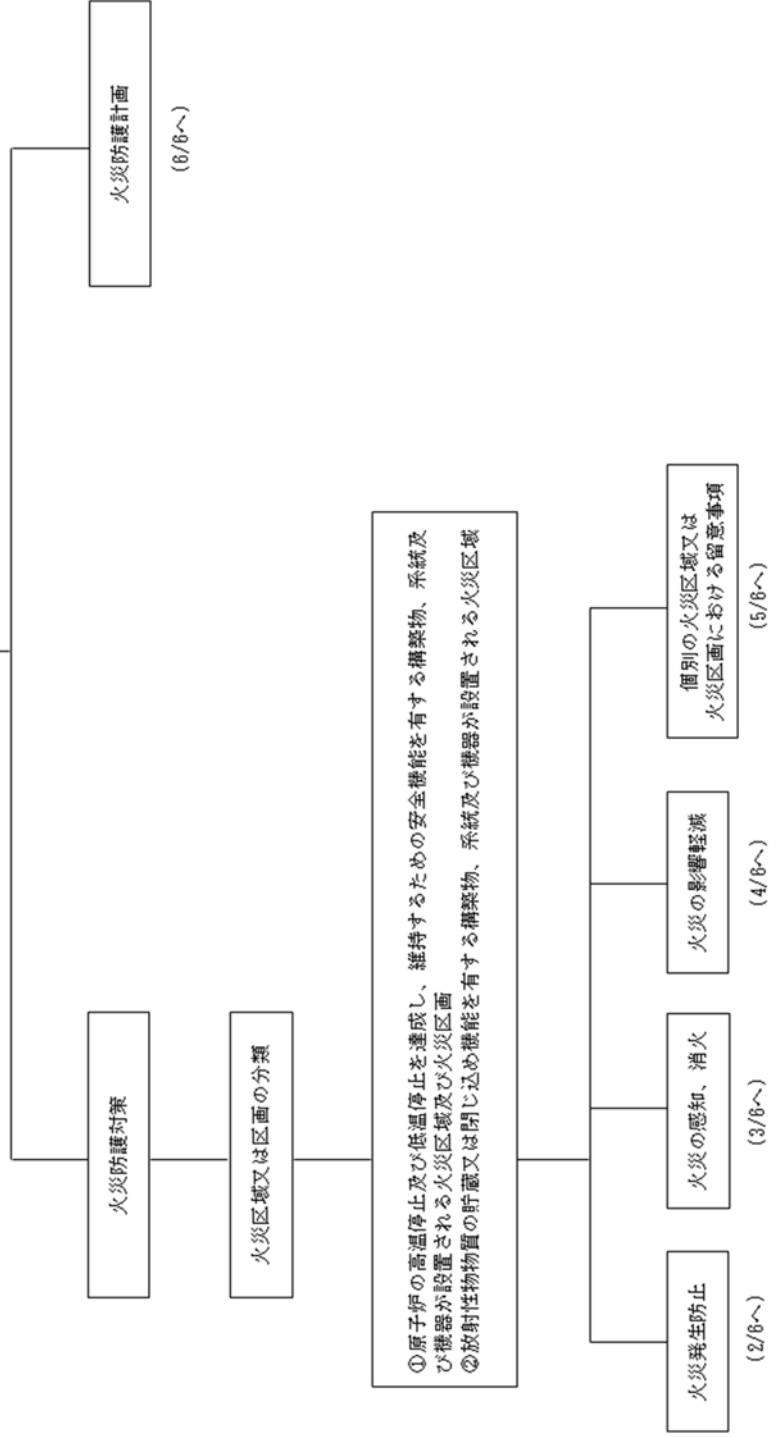 火災防護対策
火災防護計画
(6/6へ)
火災区域又は区画の分類
①原子炉の高温停止及び低温停止を達成し、維持するための安全機能を有する構築物、系統及
び機器が設置される火災区域及び火災区画
②放射性物物質の貯蔵又は閉じ込め機能を有する構築物、系統及び機器が設置される火災区域
火災発生防止
(2/6へ)
火災の感知、消火
(3/6へ)
火災の影響軽減
(4/6へ)
個別の火災区域又は
火災区画における留意事項
(5/6へ)